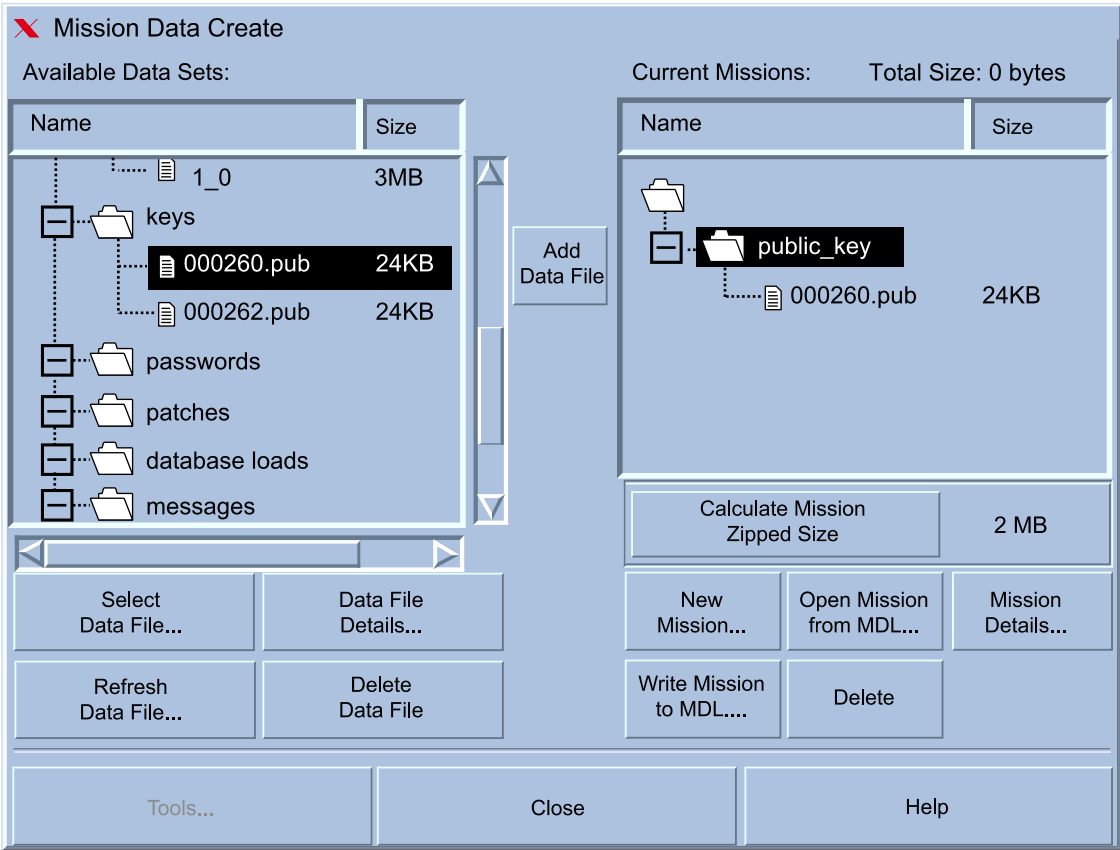 Mission Data Create
Available Data Sets:
Current Missions: Total Size: 0 bytes
Name Size
Name Size
1_0 3MB
keys
000260.pub 24KB
000262.pub 24KB
passwords
patches
database loads
messages
Add
Data File
public_key
000260.pub 24KB
Calculate Mission
Zipped Size
2 MB
Select
Data File...
Data File
Details...
Refresh
Data File...
Delete
Data File
New
Mission...
Open Mission
from MDL...
Mission
Details...
Write Mission
to MDL....
Delete
Tools...
Close
Help